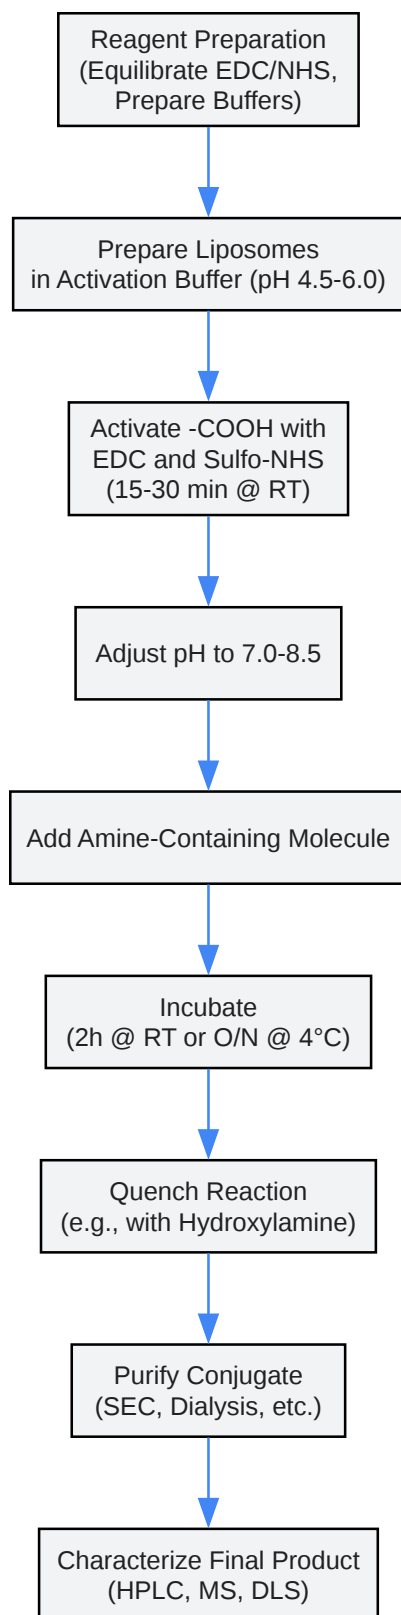 Reagent Preparation
(Equilibrate EDC/NHS,
Prepare Buffers)
Prepare Liposomes
in Activation Buffer (pH 4.5-6.0)
Activate -COOH with
EDC and Sulfo-NHS
(15-30 min @ RT)
Adjust pH to 7.0-8.5
Add Amine-Containing Molecule
Incubate
(2h @ RT or O/N @ 4°C)
Quench Reaction
(e.g., with Hydroxylamine)
Purify Conjugate
(SEC, Dialysis, etc.)
Characterize Final Product
(HPLC, MS, DLS)